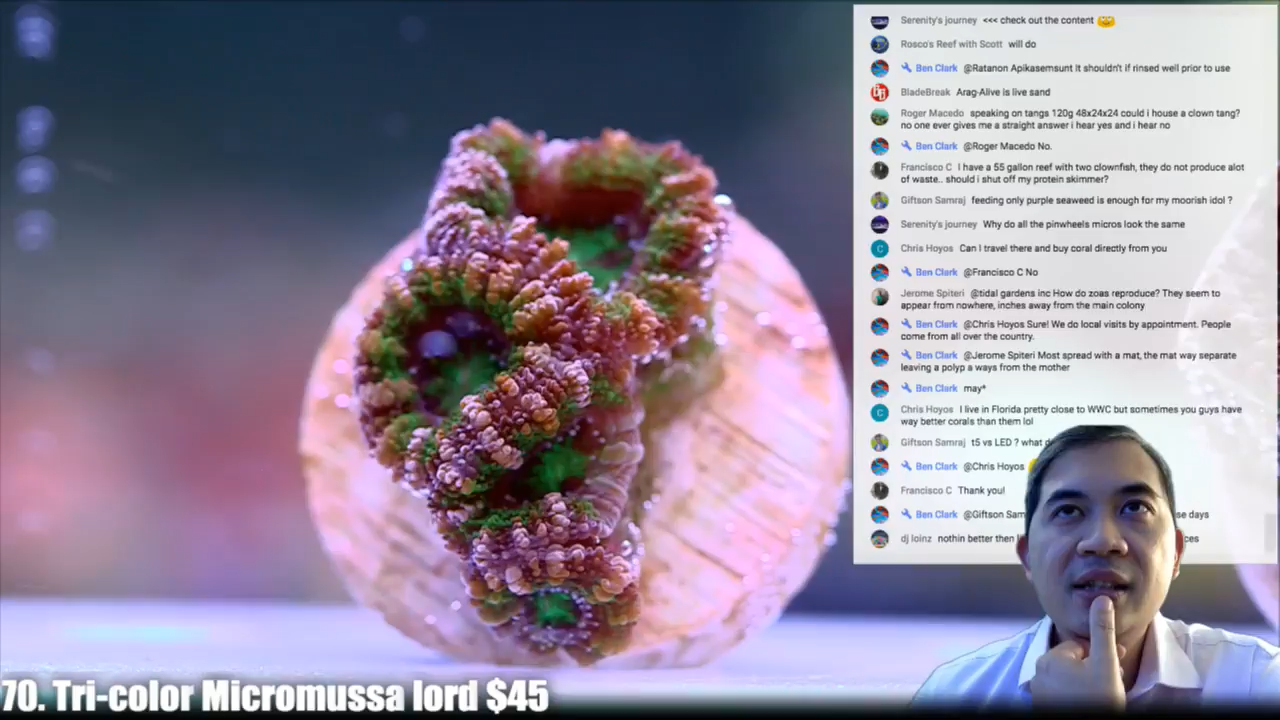 Serenity's journey <<< check out the content
Rosco's Reef with Scott will do
Ben Clark @Ratanon Apikasemsunt It shouldn't if rinsed well prior to use
BladeBreak Arag-Alive is live sand
Roger Macedo speaking on tangs 120g 48x24x24 could i house a clown tang?
no one ever gives me a straight answer i hear yes and i hear no
Ben Clark @Roger Macedo No.
Francisco C I have a 55 gallon reef with two clownfish, they do not produce alot
of waste.. should i shut off my protein skimmer?
Giftson Samraj feeding only purple seaweed is enough for my moorish idol ?
Serenity's journey Why do all the pinwheels micros look the same
C Chris Hoyos Can I travel there and buy coral directly from you
Ben Clark @Francisco C No
Jerome Spiteri @tidal gardens inc How do zoas reproduce? They seem to
appear from nowhere, inches away from the main colony
Ben Clark @Chris Hoyos Sure! We do local visits by appointment. People
come from all over the country.
Ben Clark @Jerome Spiteri Most spread with a mat, the mat way separate
leaving a polyp a ways from the mother
Ben Clark may*
C Chris Hoyos I live in Florida pretty close to WWC but sometimes you guys have
way better corals than them lol
Giftson Samraj t5 vs LED ? what
Ben Clark @Chris Hoyos
Francisco C Thank you!
Ben Clark @Giftson Sam se days
dj loinz nothin better then ces
70. Tri-color Micromussa lord $45